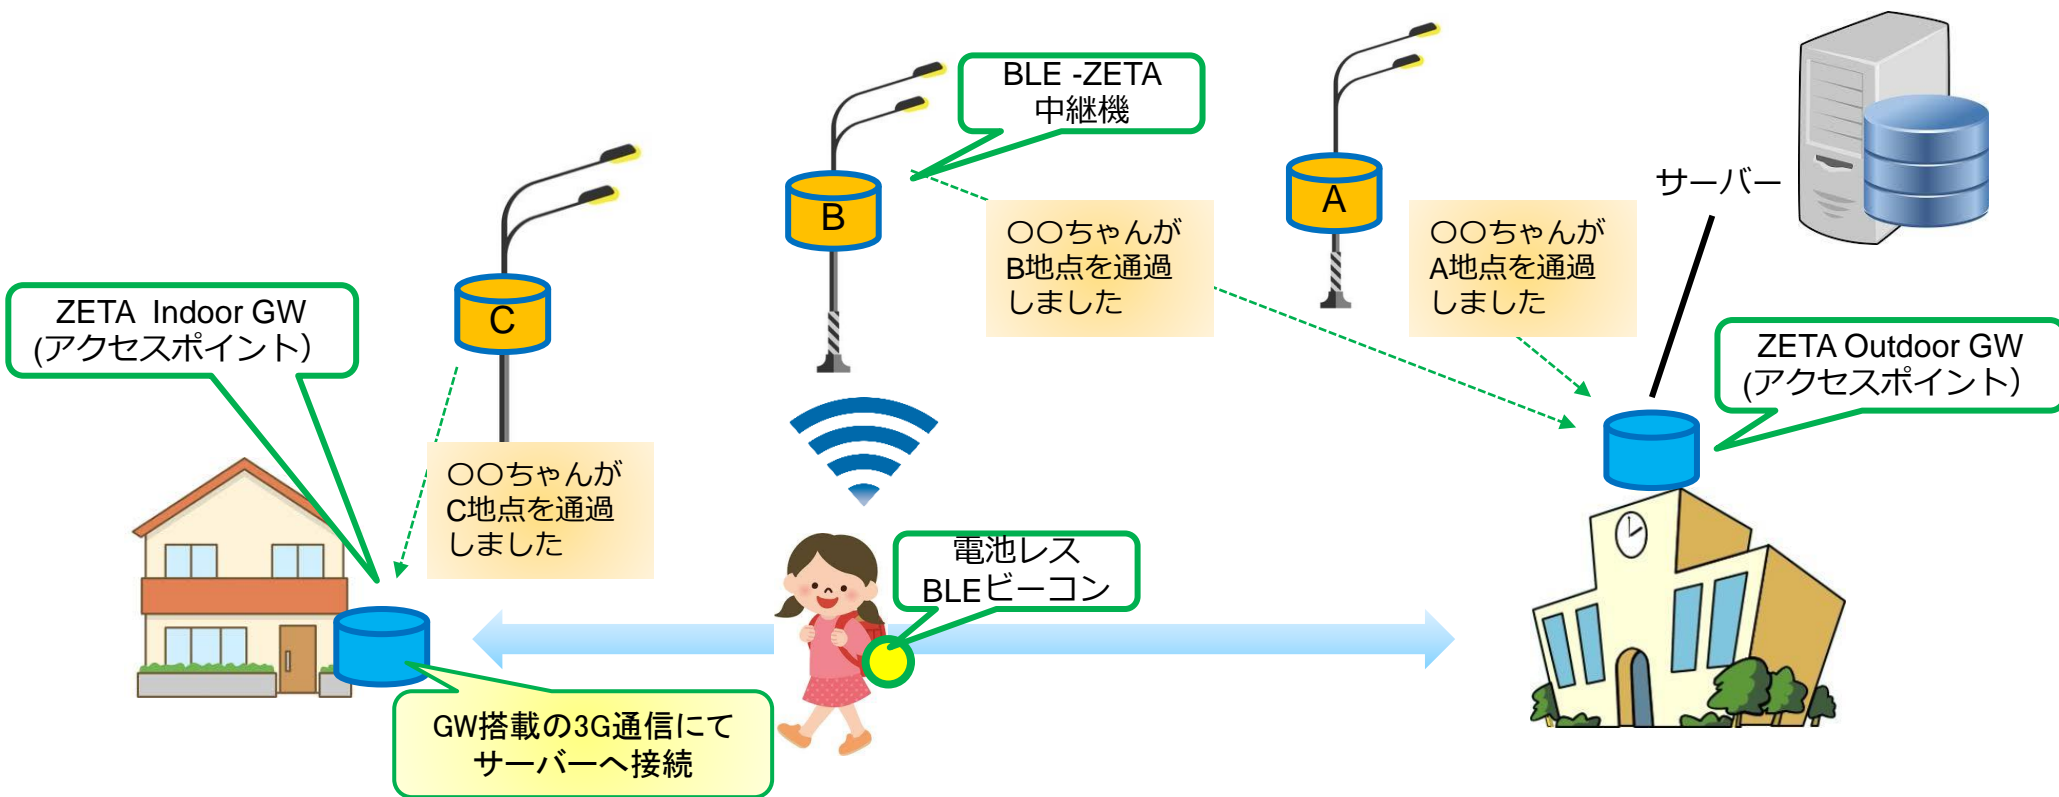 BLE -ZETA
中継機
B
A
サーバー
〇〇ちゃんが
B地点を通過
しました
〇〇ちゃんが
A地点を通過
しました
ZETA Indoor GW
(アクセスポイント）
C
ZETA Outdoor GW
(アクセスポイント）
〇〇ちゃんが
C地点を通過
しました
電池レス
BLEビーコン
GW搭載の3G通信にて
サーバーへ接続